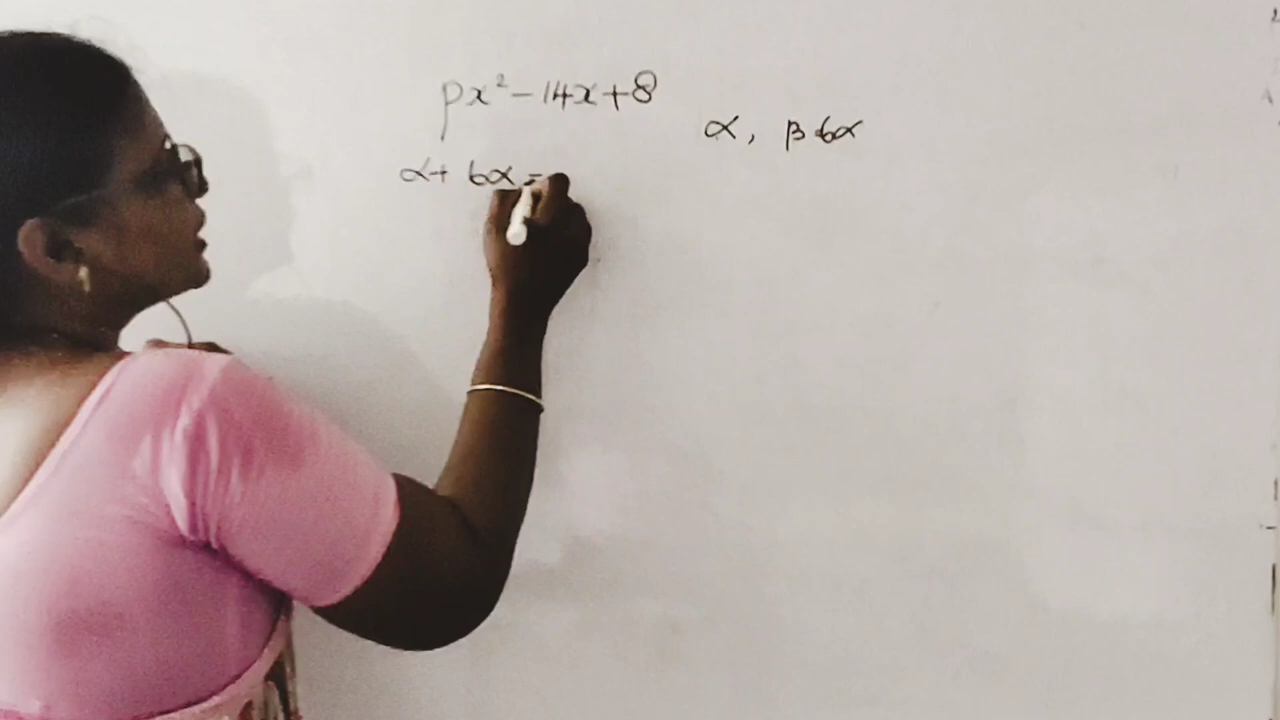 px² - 14x + 8
α, β 6α
α + 6α =